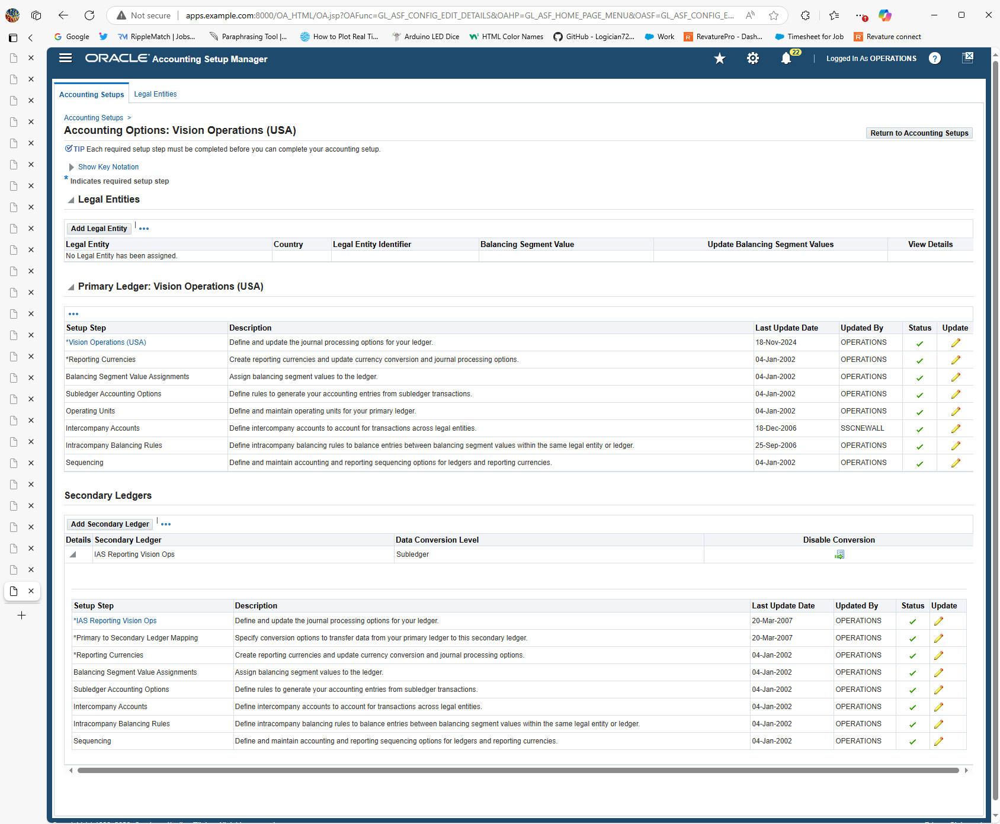 Not secure
apps.example.com:8000/OA_HTML/OA.jsp?OAFunc=GL_ASF_CONFIG_EDIT_DETAILS&OAHP=GL_ASF_HOME_PAGE_MENU&OASF=GL_ASF_CONFIG_E...
Google
RippleMatch | Jobs...
Paraphrasing Tool |...
How to Plot Real Ti...
Arduino LED Dice
HTML Color Names
GitHub - Logician72...
Work
RevaturePro - Dash...
Timesheet for Job
Revature connect
ORACLE Accounting Setup Manager
22
Logged In As OPERATIONS
Accounting Setups Legal Entities
Accounting Setups >
Accounting Options: Vision Operations (USA)
Return to Accounting Setups
TIP Each required setup step must be completed before you can complete your accounting setup.
Show Key Notation
* Indicates required setup step
Legal Entities
Add Legal Entity | •••
Legal Entity Country Legal Entity Identifier Balancing Segment Value Update Balancing Segment Values View Details
No Legal Entity has been assigned.
Primary Ledger: Vision Operations (USA)
•••
Setup Step Description Last Update Date Updated By Status Update
*Vision Operations (USA) Define and update the journal processing options for your ledger. 18-Nov-2024 OPERATIONS
*Reporting Currencies Create reporting currencies and update currency conversion and journal processing options. 04-Jan-2002 OPERATIONS
Balancing Segment Value Assignments Assign balancing segment values to the ledger. 04-Jan-2002 OPERATIONS
Subledger Accounting Options Define rules to generate your accounting entries from subledger transactions. 04-Jan-2002 OPERATIONS
Operating Units Define and maintain operating units for your primary ledger. 04-Jan-2002 OPERATIONS
Intercompany Accounts Define intercompany accounts to account for transactions across legal entities. 18-Dec-2006 SSCNEWALL
Intracompany Balancing Rules Define intracompany balancing rules to balance entries between balancing segment values within the same legal entity or ledger. 25-Sep-2006 OPERATIONS
Sequencing Define and maintain accounting and reporting sequencing options for ledgers and reporting currencies. 04-Jan-2002 OPERATIONS
Secondary Ledgers
Add Secondary Ledger | •••
Details Secondary Ledger Data Conversion Level Disable Conversion
IAS Reporting Vision Ops Subledger
Setup Step Description Last Update Date Updated By Status Update
*IAS Reporting Vision Ops Define and update the journal processing options for your ledger. 20-Mar-2007 OPERATIONS
*Primary to Secondary Ledger Mapping Specify conversion options to transfer data from your primary ledger to this secondary ledger. 20-Mar-2007 OPERATIONS
*Reporting Currencies Create reporting currencies and update currency conversion and journal processing options. 04-Jan-2002 OPERATIONS
Balancing Segment Value Assignments Assign balancing segment values to the ledger. 04-Jan-2002 OPERATIONS
Subledger Accounting Options Define rules to generate your accounting entries from subledger transactions. 04-Jan-2002 OPERATIONS
Intercompany Accounts Define intercompany accounts to account for transactions across legal entities. 04-Jan-2002 OPERATIONS
Intracompany Balancing Rules Define intracompany balancing rules to balance entries between balancing segment values within the same legal entity or ledger. 04-Jan-2002 OPERATIONS
Sequencing Define and maintain accounting and reporting sequencing options for ledgers and reporting currencies. 04-Jan-2002 OPERATIONS